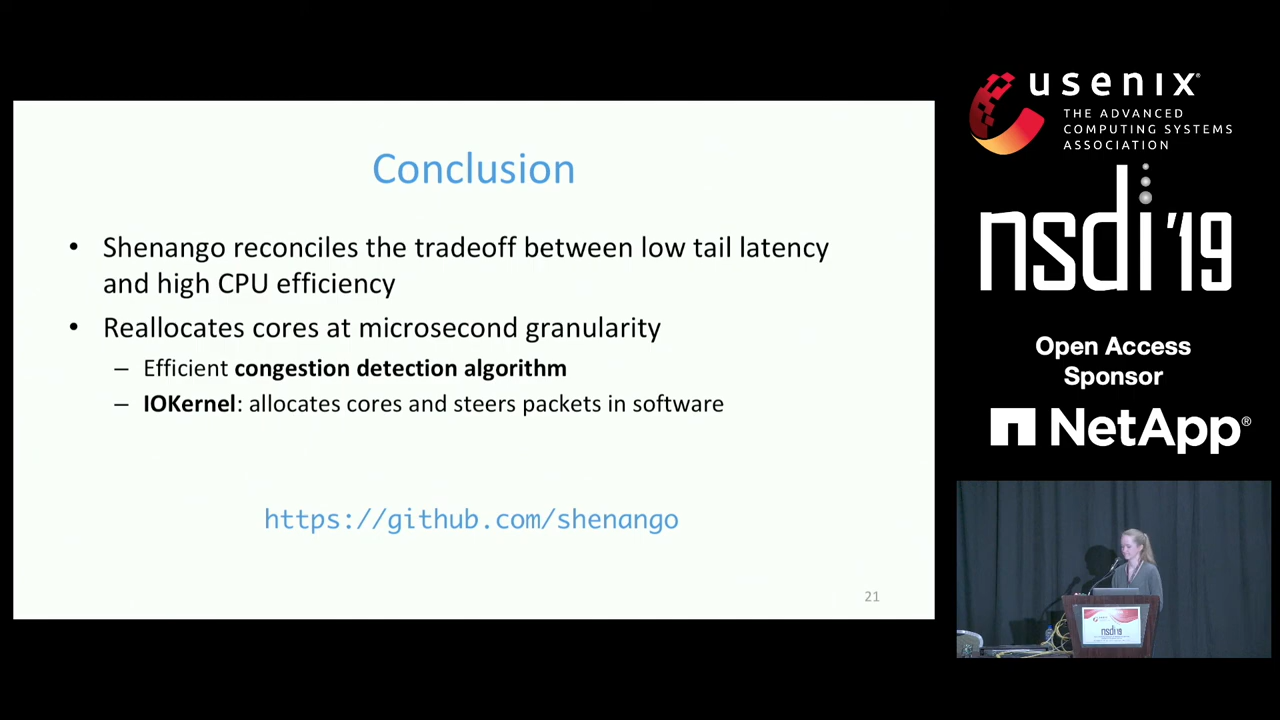 Conclusion
• Shenango reconciles the tradeoff between low tail latency
and high CPU efficiency
• Reallocates cores at microsecond granularity
– Efficient congestion detection algorithm
– IOKernel: allocates cores and steers packets in software
https://github.com/shenango
21
usenix®
THE ADVANCED
COMPUTING SYSTEMS
ASSOCIATION
nsdi '19
Open Access
Sponsor
NetApp®
nsdi'19